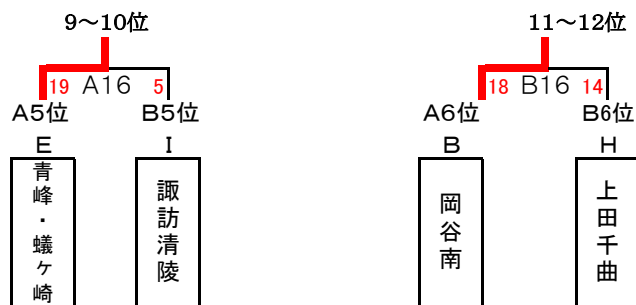 9～10位
11～12位
19 A16 5
18 B16 14
A5位 B5位
A6位 B6位
E I
B H
青峰・蟻ヶ崎
諏訪清陵
岡谷南
上田千曲